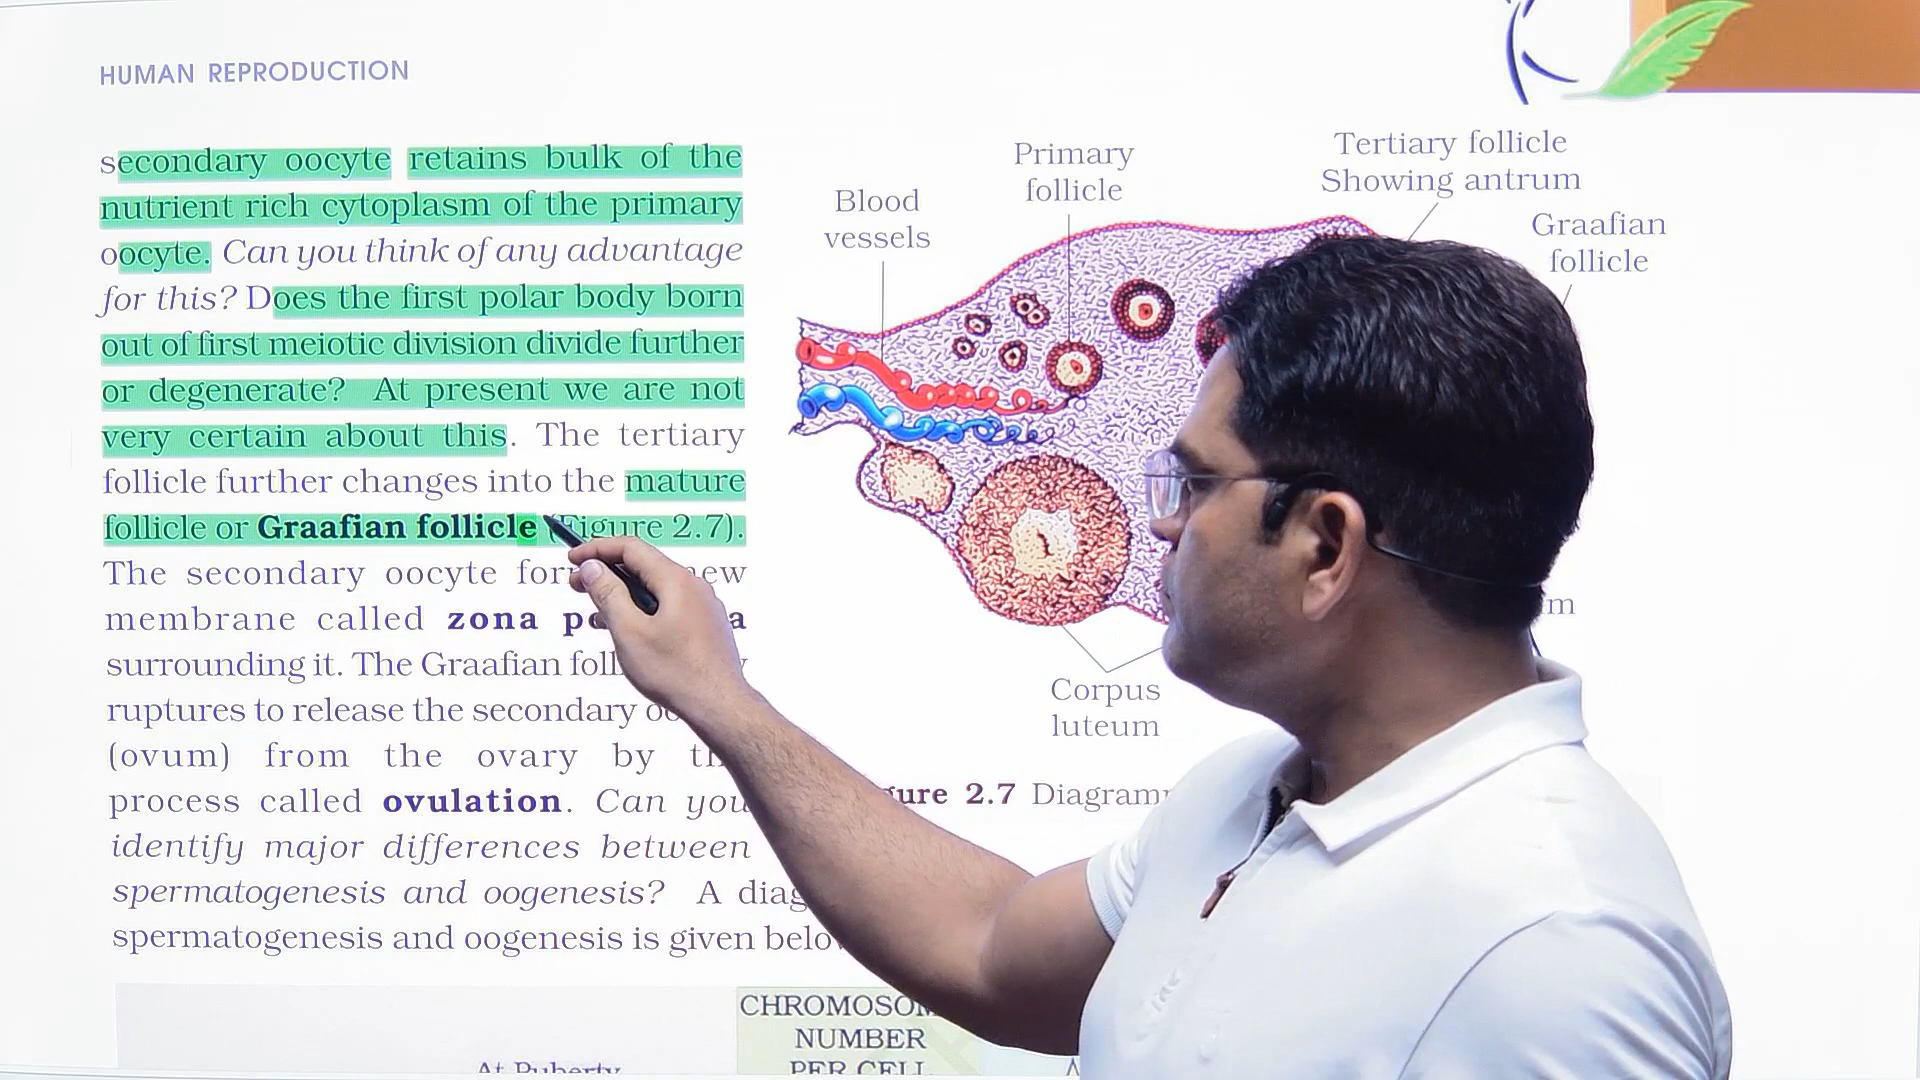 HUMAN REPRODUCTION
secondary oocyte retains bulk of the
nutrient rich cytoplasm of the primary
oocyte. Can you think of any advantage
for this? Does the first polar body born
out of first meiotic division divide further
or degenerate? At present we are not
very certain about this. The tertiary
follicle further changes into the mature
follicle or Graafian follicle (Figure 2.7).
The secondary oocyte new
membrane called zona
surrounding it. The Graafian
ruptures to release the secondary
(ovum) from the ovary by
process called ovulation. Can you
identify major differences between
spermatogenesis and oogenesis? A
spermatogenesis and oogenesis is given
Blood
vessels
Primary
follicle
Tertiary follicle
Showing antrum
Graafian
follicle
Corpus
luteum
2.7
CHROMOSOM
NUMBER
PER CELL
At Puberty